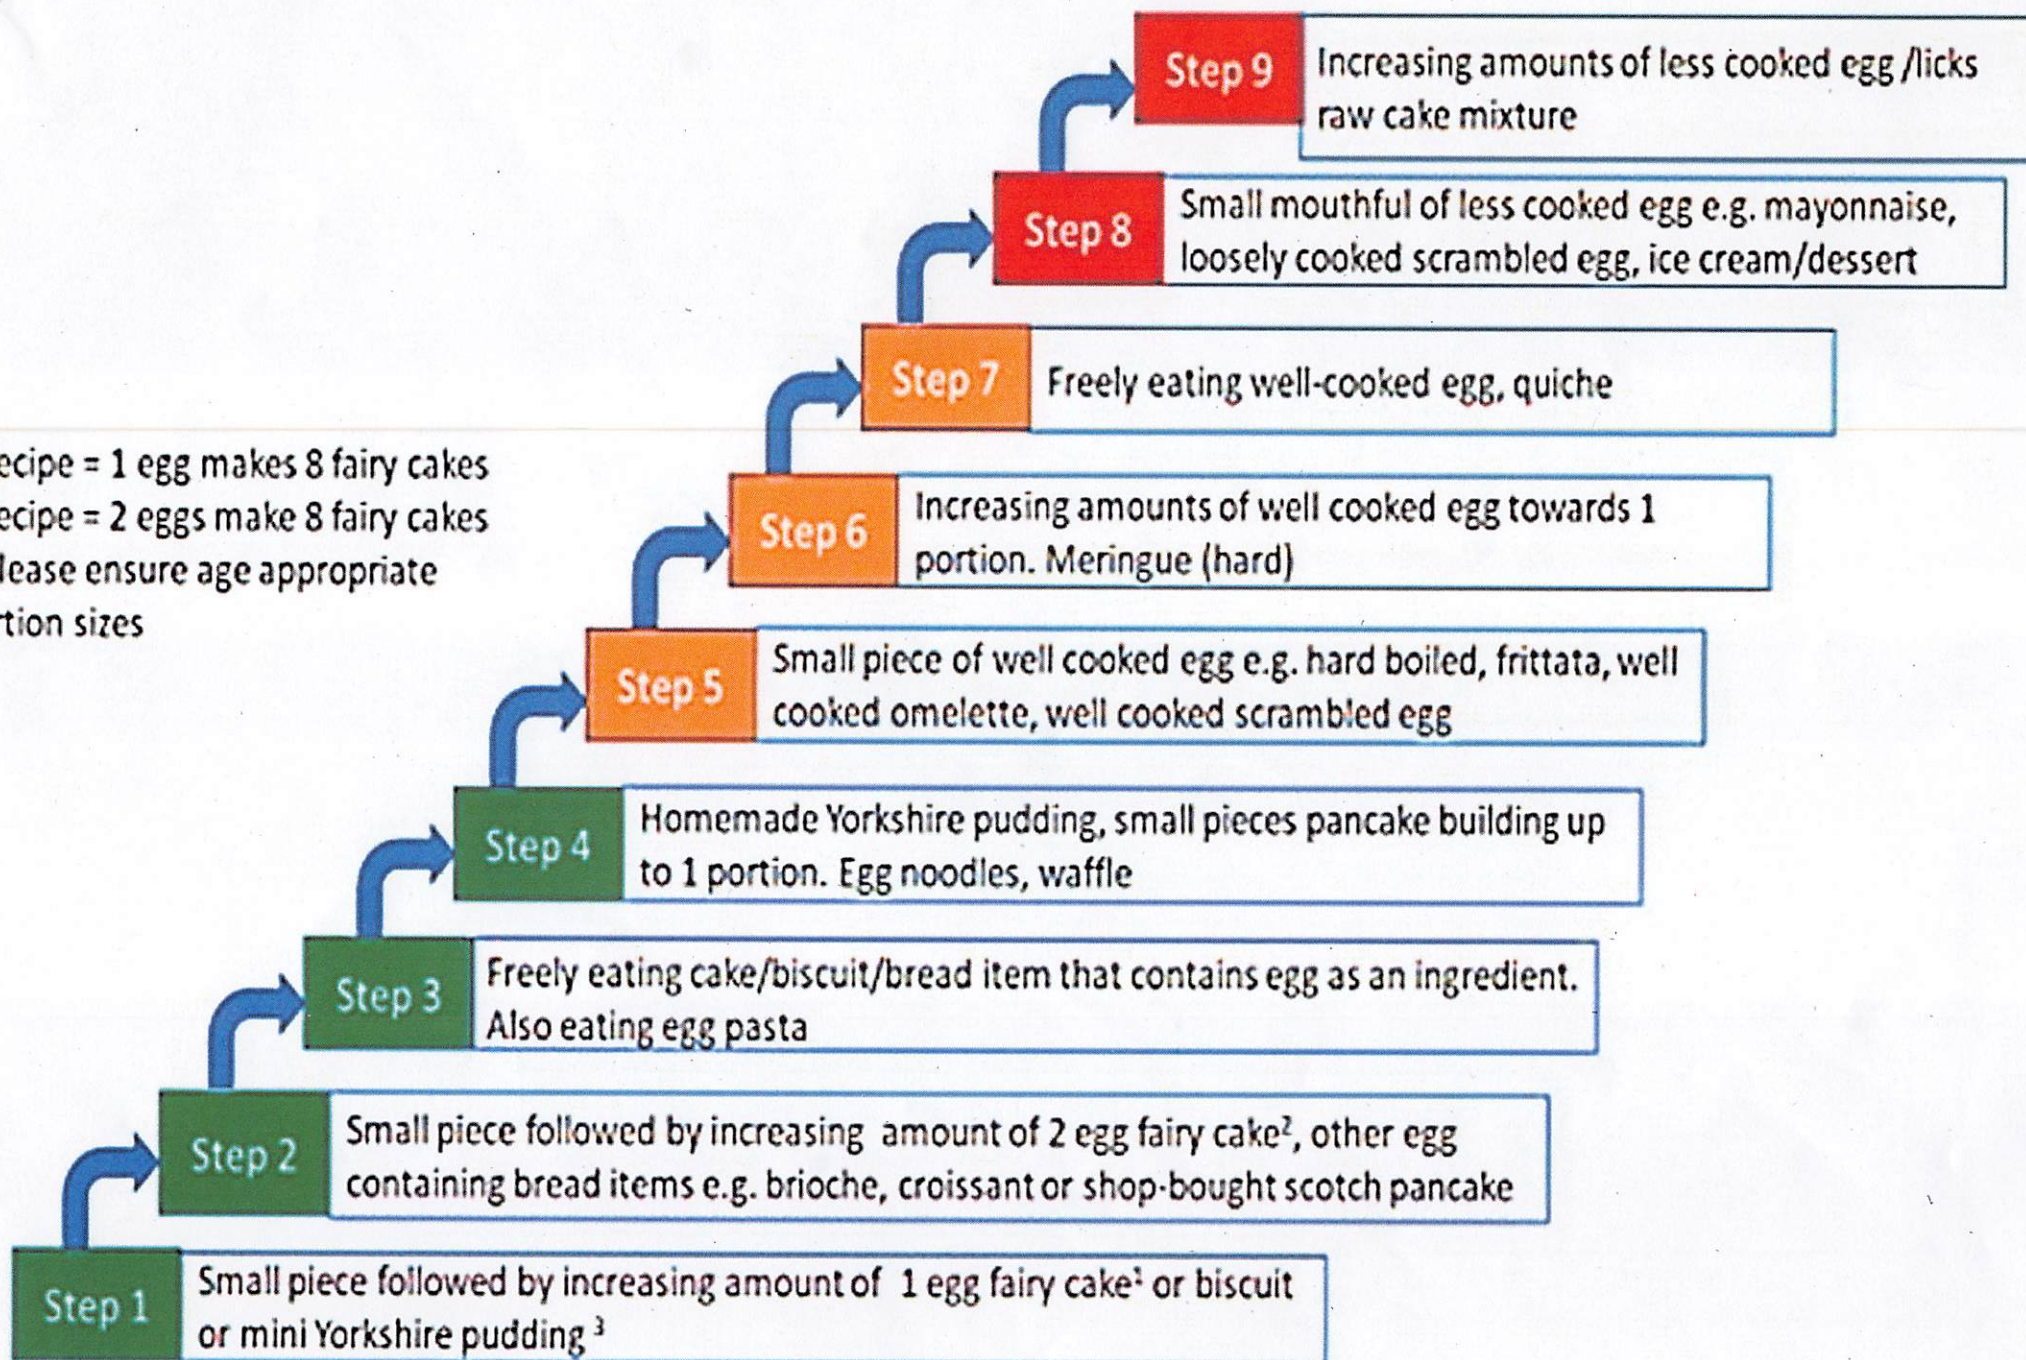 Step 9
Increasing amounts of less cooked egg /licks
raw cake mixture
Step 8
Small mouthful of less cooked egg e.g. mayonnaise,
loosely cooked scrambled egg, ice cream/dessert
Step 7
Freely eating well-cooked egg, quiche
ecipe = 1 egg makes 8 fairy cakes
ecipe = 2 eggs make 8 fairy cakes
lease ensure age appropriate
rtion sizes
Step 6
Increasing amounts of well cooked egg towards 1
portion. Meringue (hard)
Step 5
Small piece of well cooked egg e.g. hard boiled, frittata, well
cooked omelette, well cooked scrambled egg
Step 4
Homemade Yorkshire pudding, small pieces pancake building up
to 1 portion. Egg noodles, waffle
Step 3
Freely eating cake/biscuit/bread item that contains egg as an ingredient.
Also eating egg pasta
Step 2
Small piece followed by increasing amount of 2 egg fairy cake², other egg
containing bread items e.g. brioche, croissant or shop-bought scotch pancake
Step 1
Small piece followed by increasing amount of 1 egg fairy cake¹ or biscuit
or mini Yorkshire pudding ³